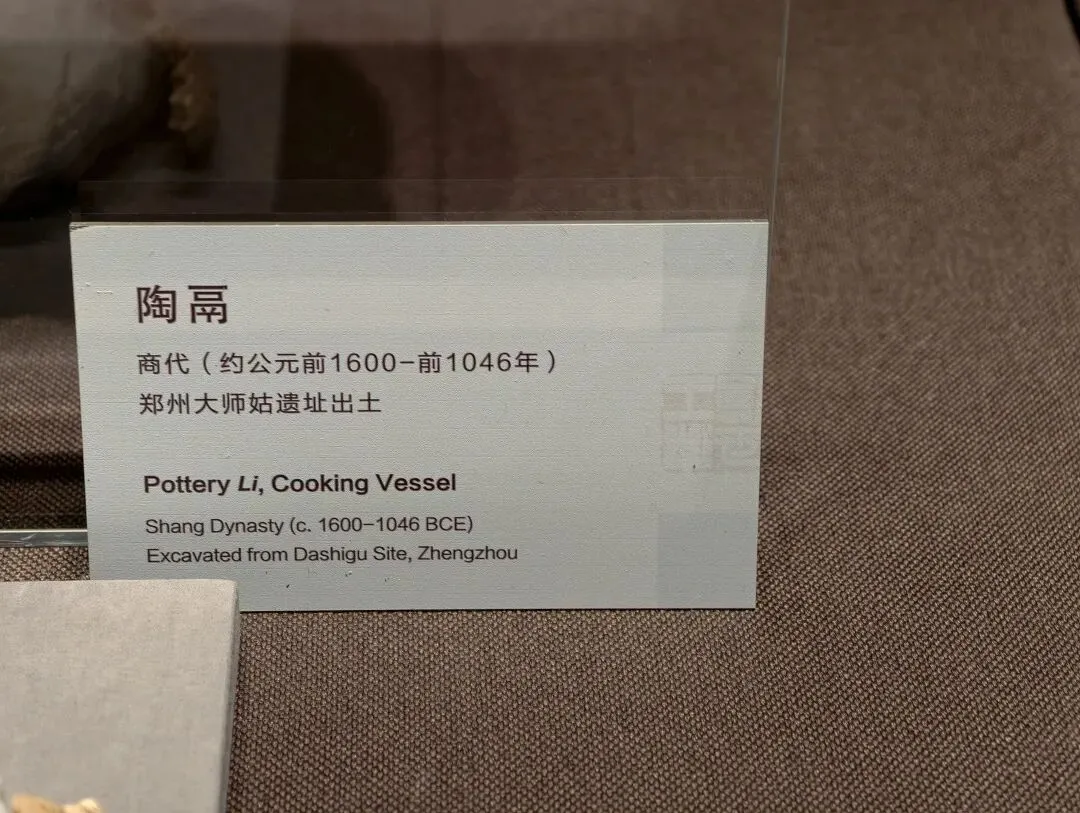 陶鬲
商代（约公元前1600-前1046年）
郑州大师姑遗址出土
Pottery Li, Cooking Vessel
Shang Dynasty (c. 1600-1046 BCE)
Excavated from Dashigu Site, Zhengzhou